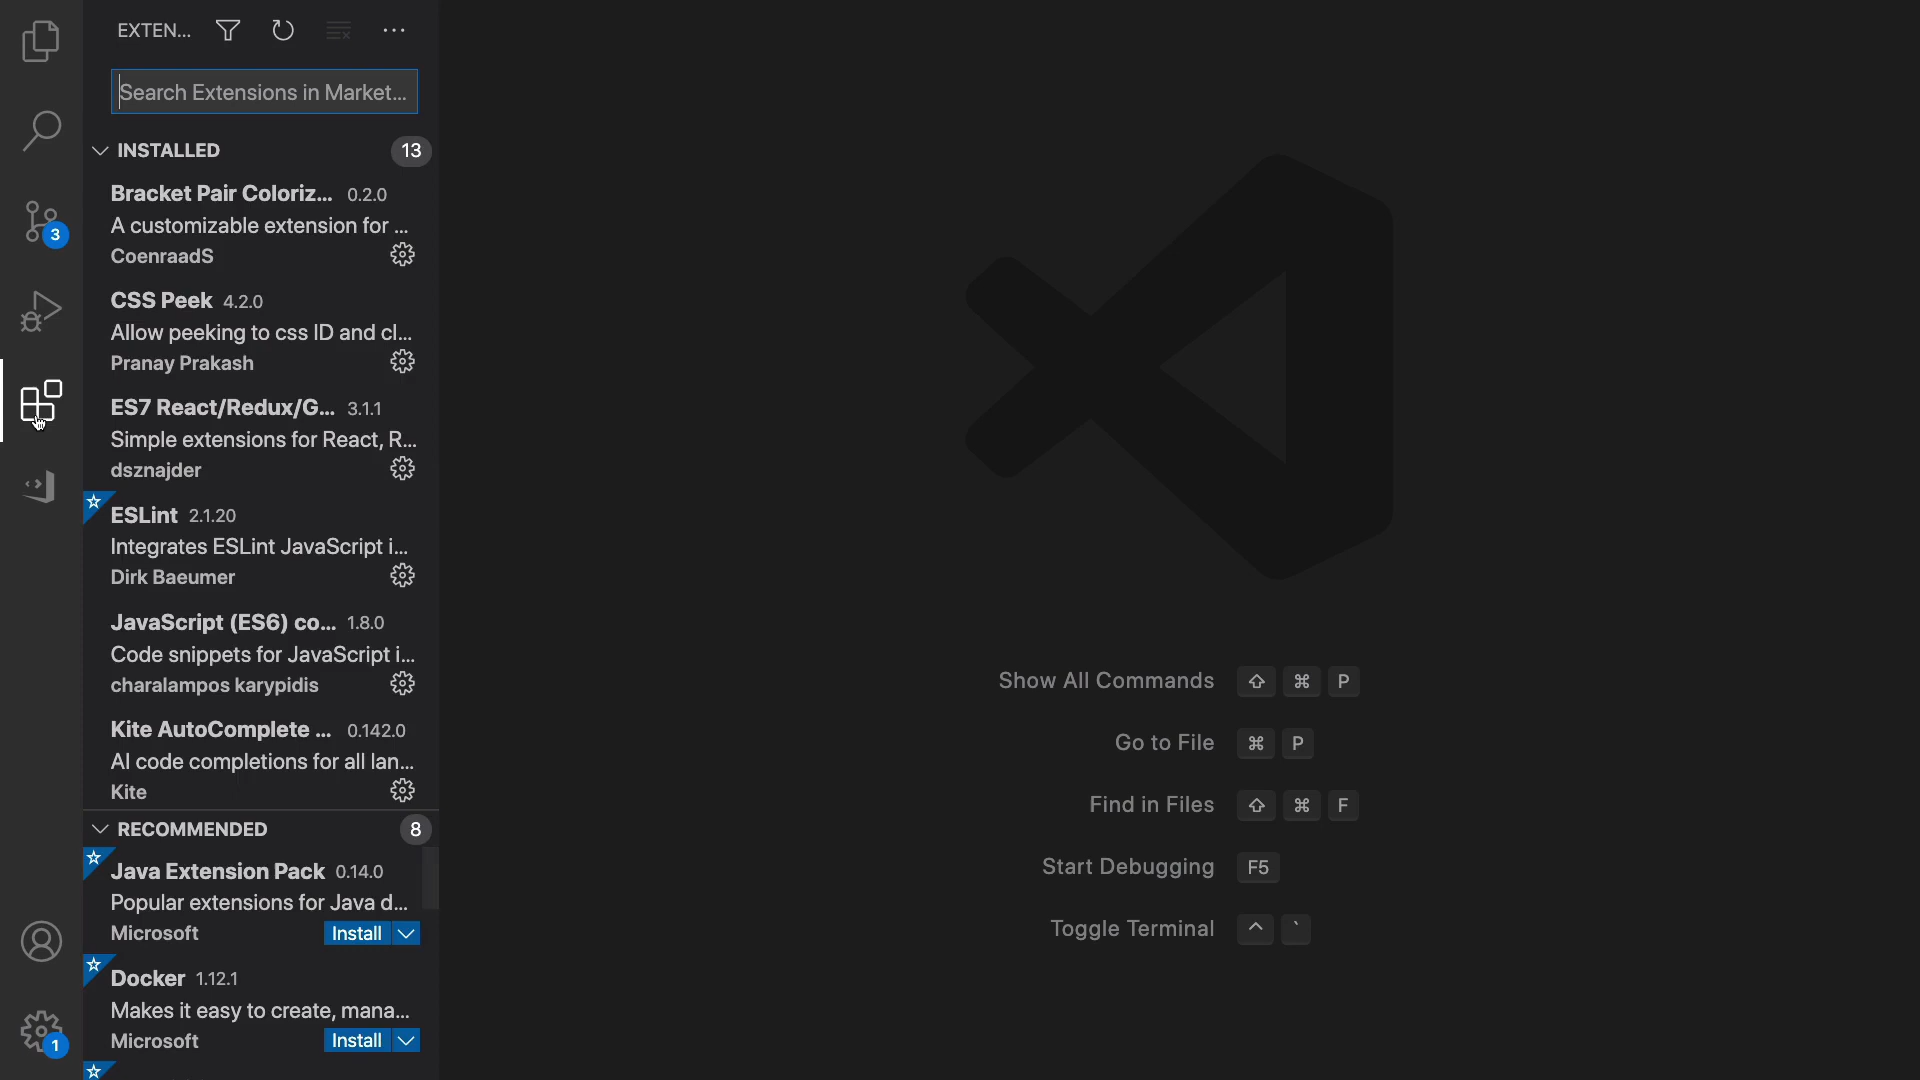 EXTEN...
Search Extensions in Market...
INSTALLED 13
Bracket Pair Coloriz... 0.2.0
A customizable extension for ...
CoenraadS
CSS Peek 4.2.0
Allow peeking to css ID and cl...
Pranay Prakash
ES7 React/Redux/G... 3.1.1
Simple extensions for React, R...
dsznajder
ESLint 2.1.20
Integrates ESLint JavaScript i...
Dirk Baeumer
JavaScript (ES6) co... 1.8.0
Code snippets for JavaScript i...
charalampos karypidis
Kite AutoComplete ... 0.142.0
AI code completions for all lan...
Kite
RECOMMENDED 8
Java Extension Pack 0.14.0
Popular extensions for Java d...
Microsoft Install
Docker 1.12.1
Makes it easy to create, mana...
Microsoft Install
3
1
Show All Commands ⇧ ⌘ P
Go to File ⌘ P
Find in Files ⇧ ⌘ F
Start Debugging F5
Toggle Terminal ^ `